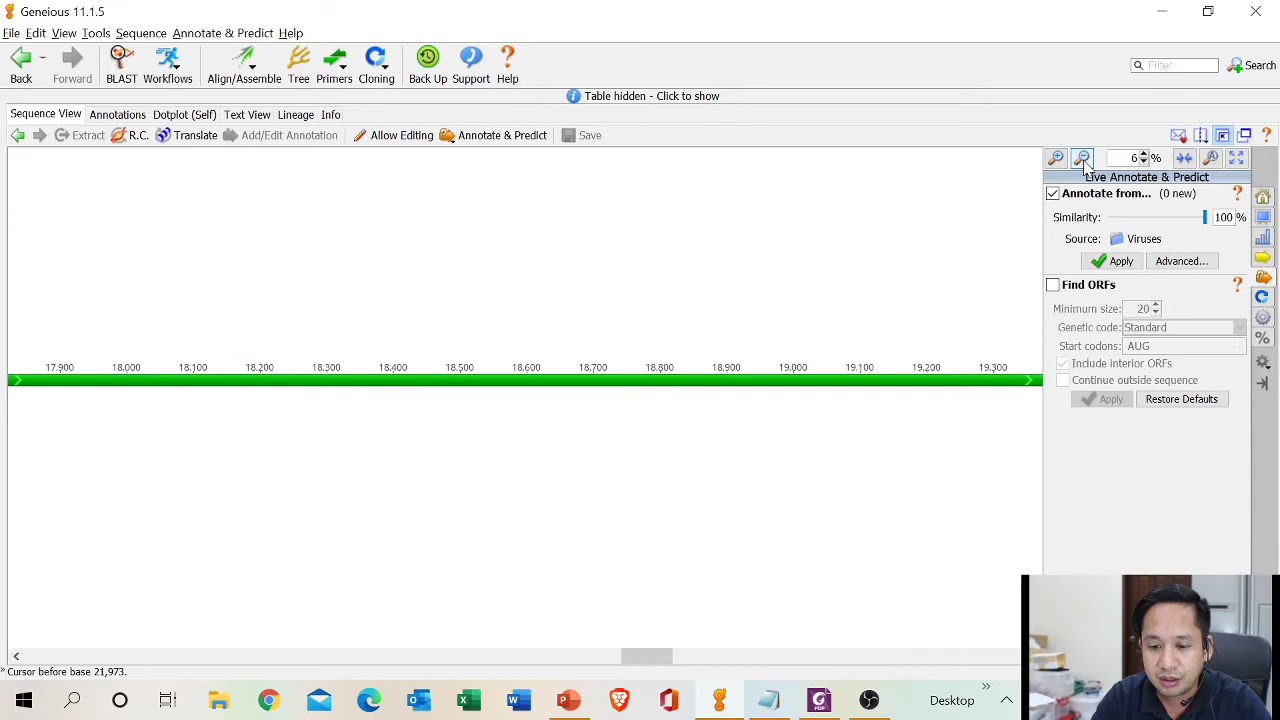 Geneious 11.1.5
File Edit View Tools Sequence Annotate & Predict Help
Back Forward BLAST Workflows Align/Assemble Tree Primers Cloning Back Up Support Help Filter Search
Table hidden - Click to show
Sequence View Annotations Dotplot (Self) Text View Lineage Info
Extract R.C. Translate Add/Edit Annotation Allow Editing Annotate & Predict Save
6 %
Live Annotate & Predict
Annotate from... (0 new)
Similarity: 100 %
Source: Viruses
Apply Advanced...
Find ORFs
Minimum size: 20
Genetic code: Standard
Start codons: AUG
Include interior ORFs
Continue outside sequence
Apply Restore Defaults
17,900 18,000 18,100 18,200 18,300 18,400 18,500 18,600 18,700 18,800 18,900 19,000 19,100 19,200 19,300
Cursor before base 21,973.
Desktop